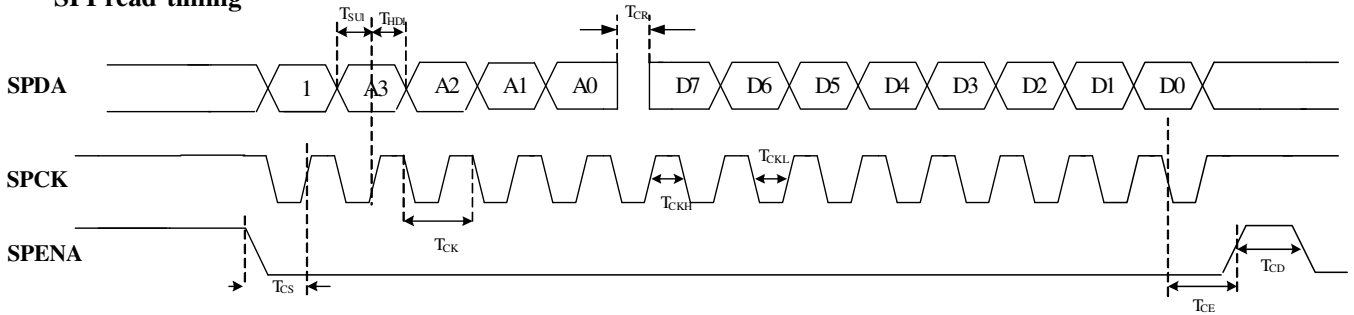 SPI read timing
TSUI THDI TCR
SPDA 1 A3 A2 A1 A0 D7 D6 D5 D4 D3 D2 D1 D0
SPCK TCKL
TCKH
TCK
SPENA
TCS TCD
TCE